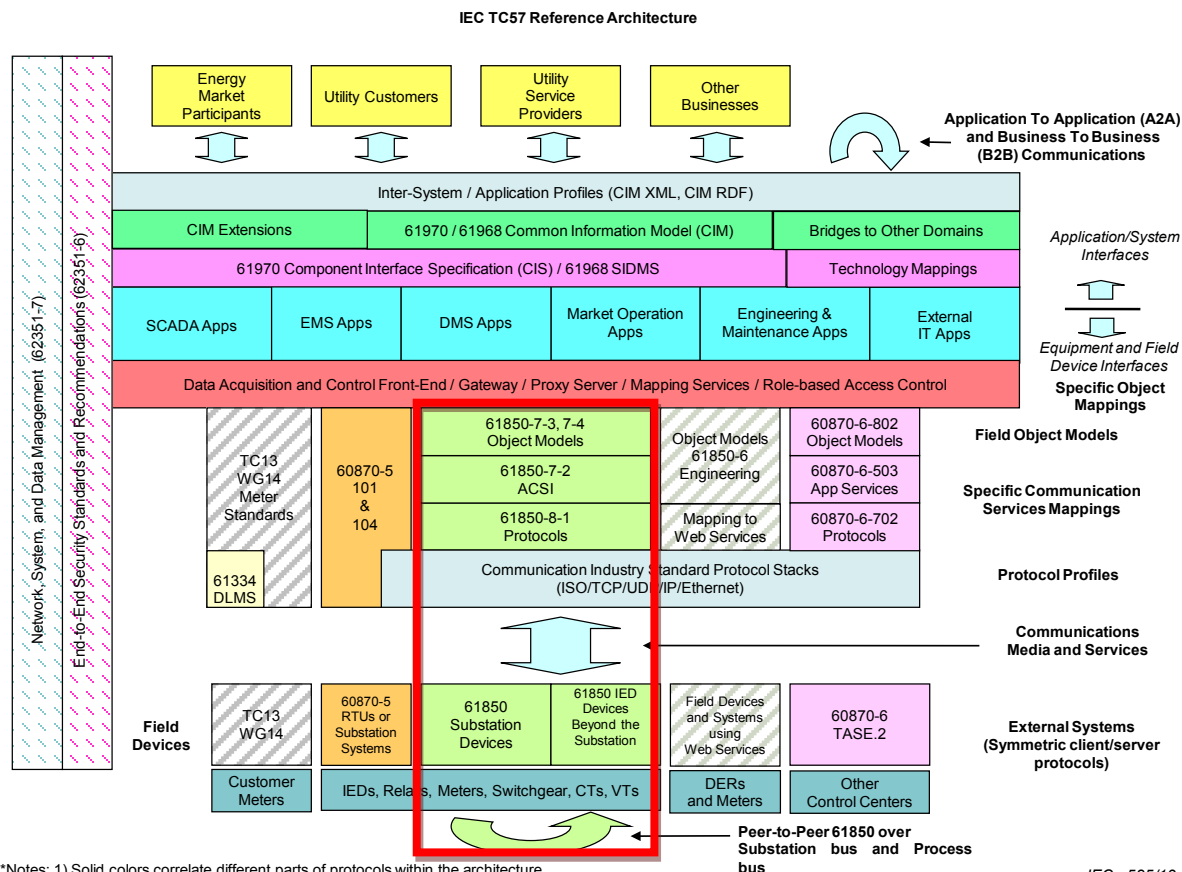 IEC TC57 Reference Architecture
Energy
Market
Participants
Utility Customers
Utility
Service
Providers
Other
Businesses
Application To Application (A2A)
and Business To Business
(B2B) Communications
Inter-System / Application Profiles (CIM XML, CIM RDF)
CIM Extensions
61970 / 61968 Common Information Model (CIM)
Bridges to Other Domains
Application/System
Interfaces
61970 Component Interface Specification (CIS) / 61968 SIDMS
Technology Mappings
SCADA Apps
EMS Apps
DMS Apps
Market Operation
Apps
Engineering &
Maintenance Apps
External
IT Apps
Equipment and Field
Device Interfaces
Data Acquisition and Control Front-End / Gateway / Proxy Server / Mapping Services / Role-based Access Control
Specific Object
Mappings
Network, System, and Data Management (62351-7)
End-to-End Security Standards and Recommendations (62351-6)
TC13
WG14
Meter
Standards
61334
DLMS
60870-5
101
&
104
61850-7-3, 7-4
Object Models
61850-7-2
ACSI
61850-8-1
Protocols
Object Models
61850-6
Engineering
Mapping to
Web Services
60870-6-802
Object Models
60870-6-503
App Services
60870-6-702
Protocols
Field Object Models
Specific Communication
Services Mappings
Communication Industry Standard Protocol Stacks
(ISO/TCP/UDP/IP/Ethernet)
Protocol Profiles
Communications
Media and Services
Field
Devices
TC13
WG14
60870-5
RTUs or
Substation
Systems
61850
Substation
Devices
61850 IED
Devices
Beyond the
Substation
Field Devices
and Systems
using
Web Services
60870-6
TASE.2
External Systems
(Symmetric client/server
protocols)
Customer
Meters
IEDs, Relays, Meters, Switchgear, CTs, VTs
DERs
and Meters
Other
Control Centers
Peer-to-Peer 61850 over
Substation bus and Process
bus
*Notes: 1) Solid colors correlate different parts of protocols within the architecture